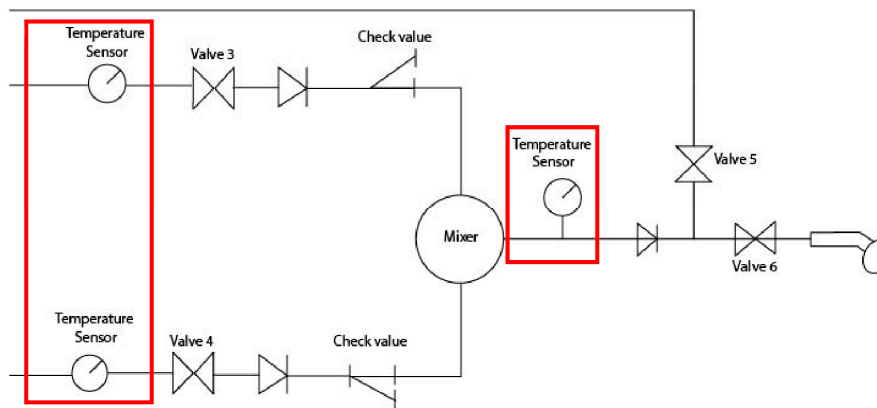 Temperature
Sensor
Valve 3
Check value
Temperature
Sensor
Valve 5
Mixer
Valve 6
Temperature
Sensor
Valve 4
Check value